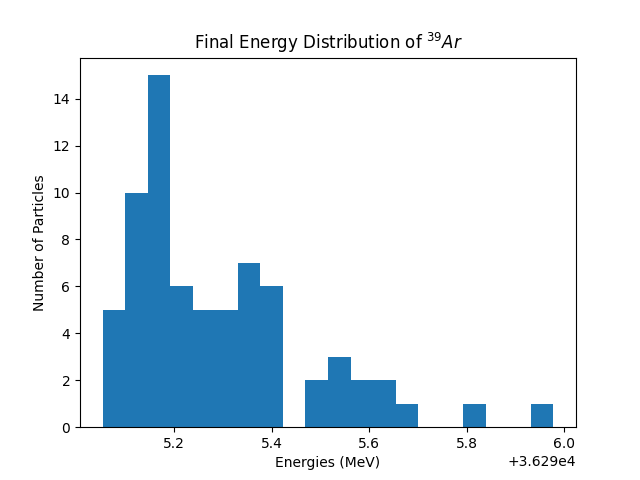 Final Energy Distribution of ³⁹Ar
14
12
10
8
6
4
2
0
Number of Particles
5.2 5.4 5.6 5.8 6.0
Energies (MeV)
+3.629e4